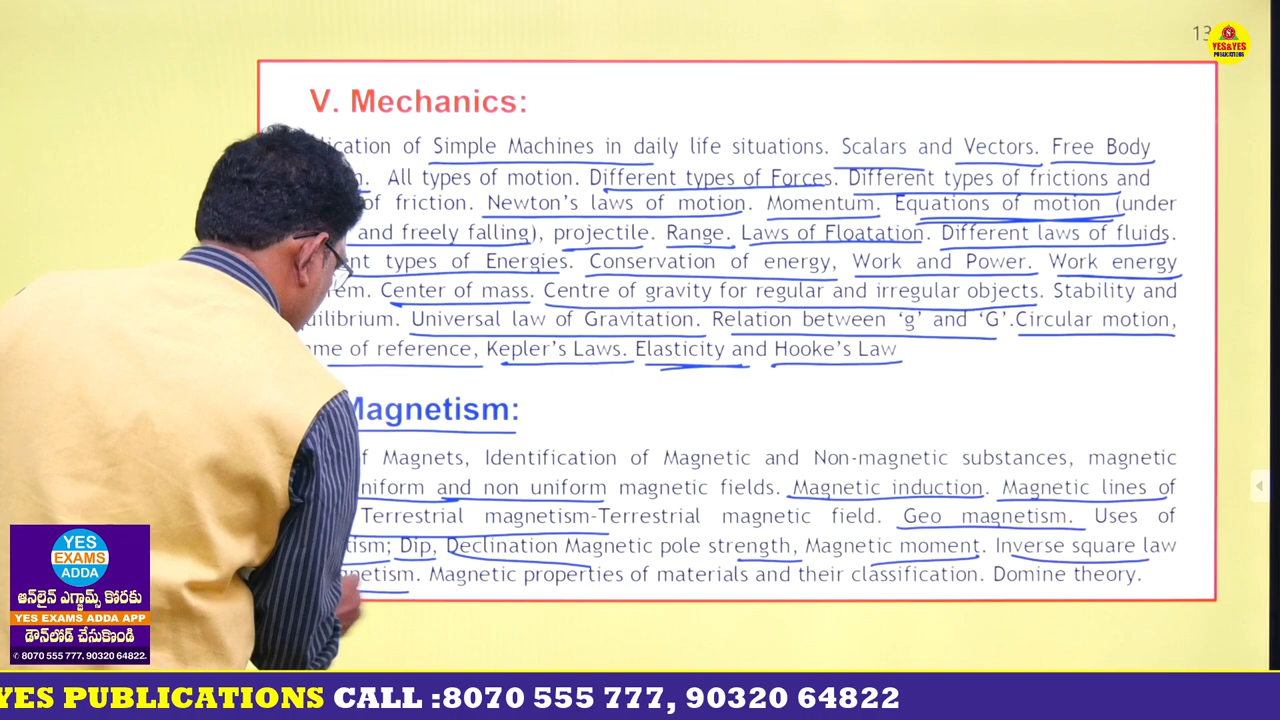 13
YES&YES
PUBLICATIONS
V. Mechanics:
of Simple Machines in daily life situations. Scalars and Vectors. Free Body
All types of motion. Different types of Forces. Different types of frictions and
of friction. Newton's laws of motion. Momentum. Equations of motion (under
and freely falling), projectile. Range. Laws of Floatation. Different laws of fluids.
types of Energies. Conservation of energy, Work and Power. Work energy
Center of mass. Centre of gravity for regular and irregular objects. Stability and
Universal law of Gravitation. Relation between 'g' and 'G'.Circular motion,
of reference, Kepler's Laws. Elasticity and Hooke's Law
Magnetism:
of Magnets, Identification of Magnetic and Non-magnetic substances, magnetic
uniform and non uniform magnetic fields. Magnetic induction. Magnetic lines of
Terrestrial magnetism-Terrestrial magnetic field. Geo magnetism. Uses of
Dip, Declination Magnetic pole strength. Magnetic moment. Inverse square law
Magnetic properties of materials and their classification. Domine theory.
YES
EXAMS
ADDA
ఆన్‌లైన్ ఎగ్జామ్స్ కొరకు
YES EXAMS ADDA APP
డౌన్‌లోడ్ చేసుకొండి
✆ 8070 555 777, 90320 64822.
YES PUBLICATIONS CALL :8070 555 777, 90320 64822